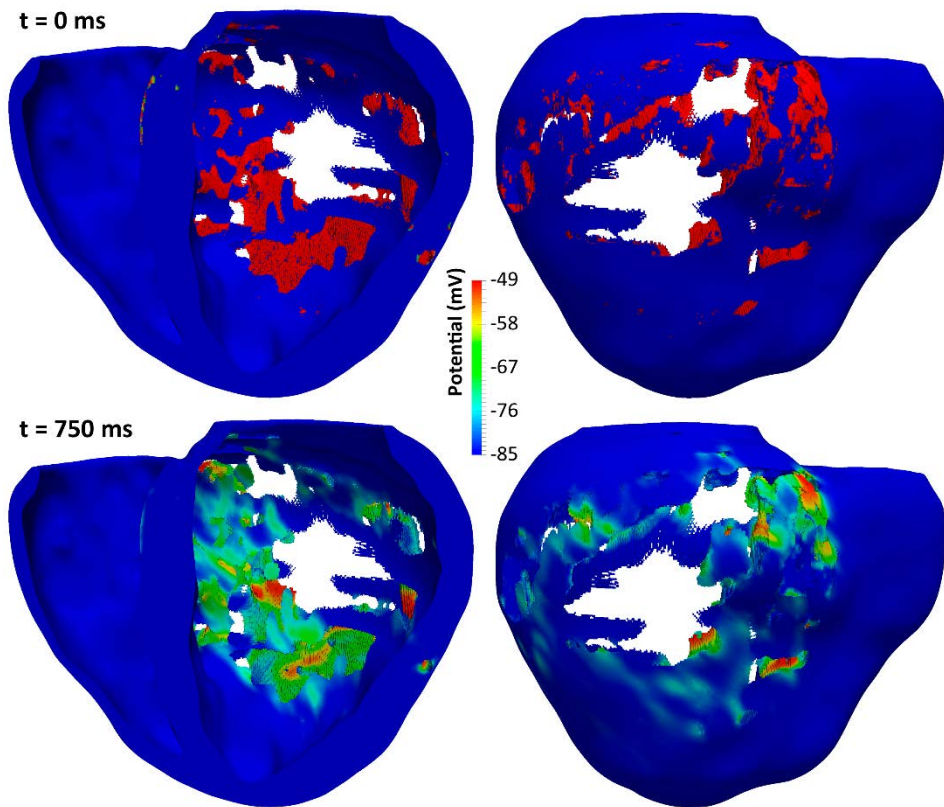 t = 0 ms
Potential (mV)
-49
-58
-67
-76
-85
t = 750 ms